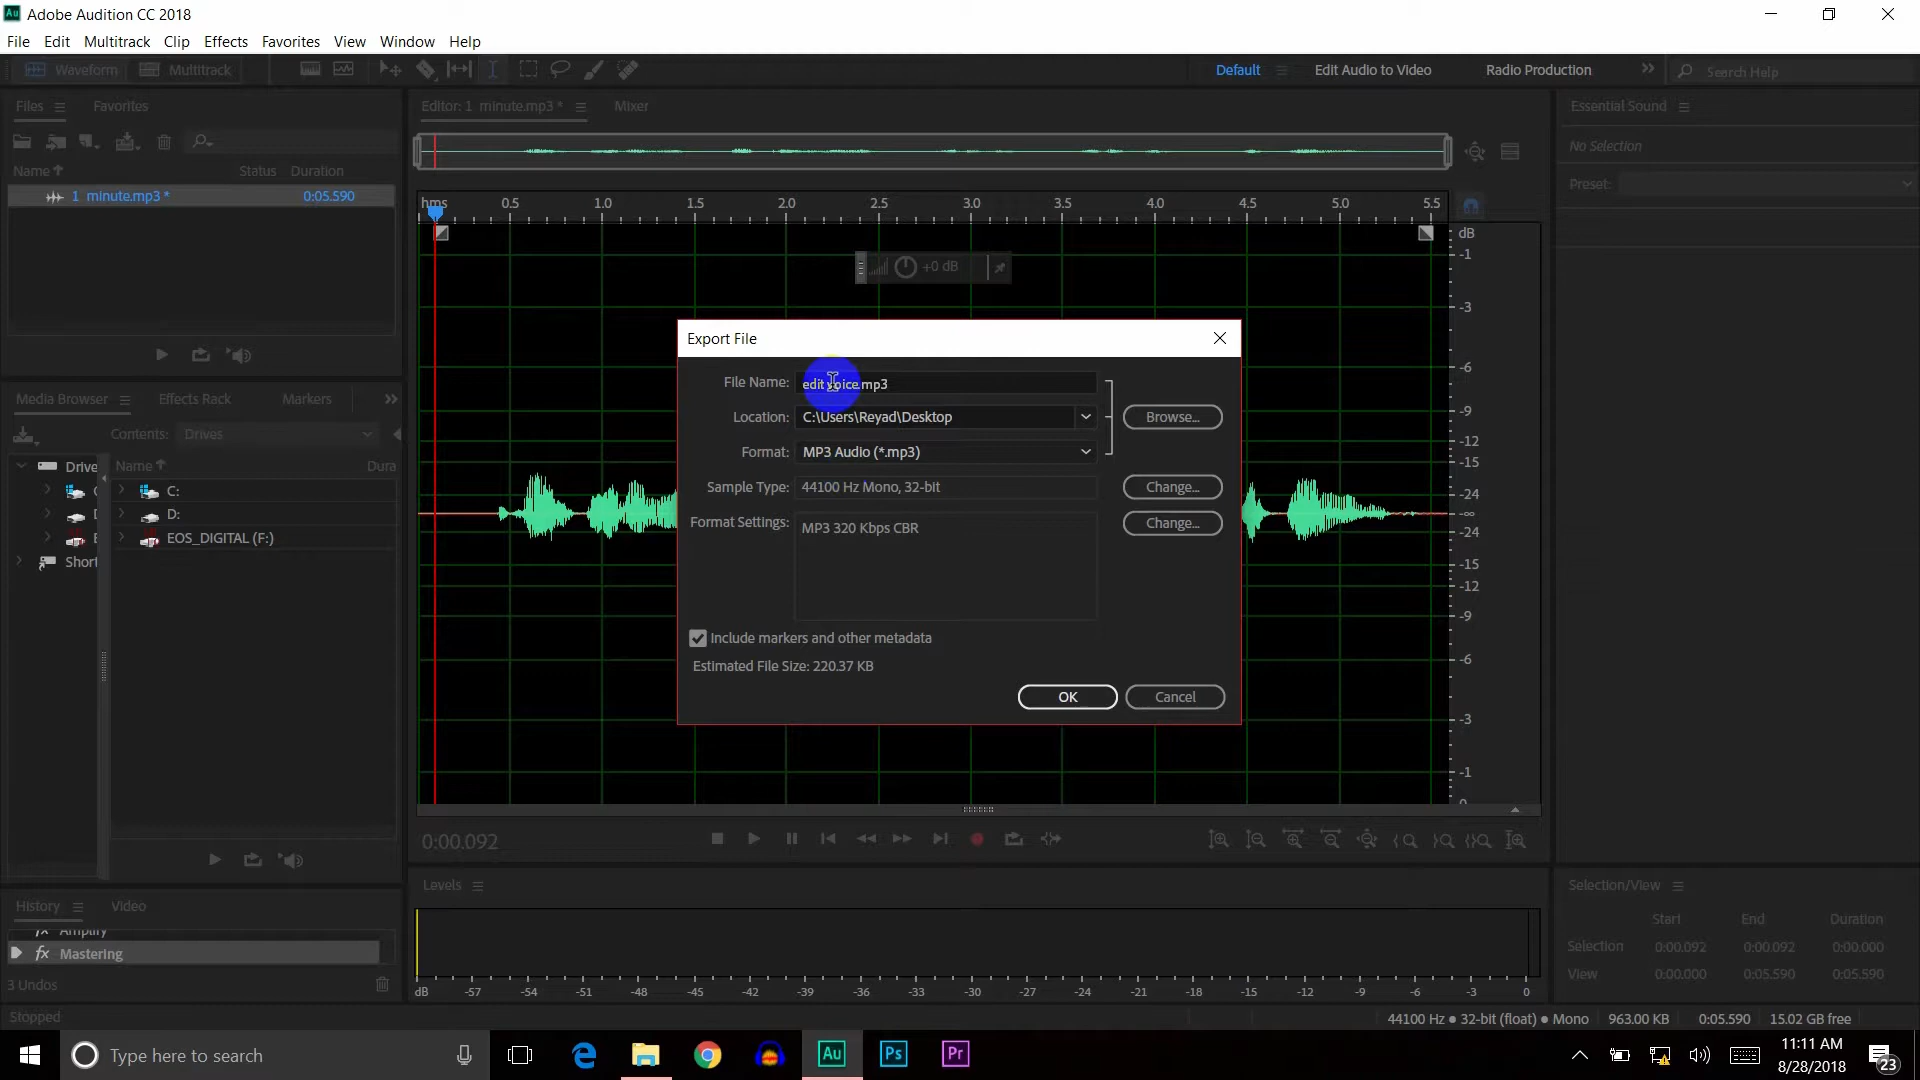 Au Adobe Audition CC 2018
File Edit Multitrack Clip Effects Favorites View Window Help
Waveform Multitrack Default Edit Audio to Video Radio Production Search Help
Files Favorites Editor: 1 minute.mp3 * Mixer Essential Sound
No Selection
Name Status Duration
Preset:
1 minute.mp3 * 0:05.590
hms 0.5 1.0 1.5 2.0 2.5 3.0 3.5 4.0 4.5 5.0 5.5
dB
-1
+0 dB
-3
Export File
-6
File Name: edit voice.mp3
Media Browser Effects Rack Markers
-9
Location: C:\Users\Reyad\Desktop Browse...
Contents: Drives
-12
Format: MP3 Audio (*.mp3)
-15
Drive Name Dura
Sample Type: 44100 Hz Mono, 32-bit Change...
C:
-24
D:
-∞
Format Settings: MP3 320 Kbps CBR Change...
-24
EOS_DIGITAL (F:)
Short
-15
-12
-9
Include markers and other metadata
-6
Estimated File Size: 220.37 KB
OK Cancel
-3
-1
0:00.092
Levels
Selection/View
History Video
Start End Duration
Amplify
Selection 0:00.092 0:00.092 0:00.000
fx Mastering
View 0:00.000 0:05.590 0:05.590
3 Undos
dB -57 -54 -51 -48 -45 -42 -39 -36 -33 -30 -27 -24 -21 -18 -15 -12 -9 -6 -3 0
Stopped 44100 Hz ● 32-bit (float) ● Mono 963.00 KB 0:05.590 15.02 GB free
Type here to search Au Ps Pr
11:11 AM
8/28/2018
23